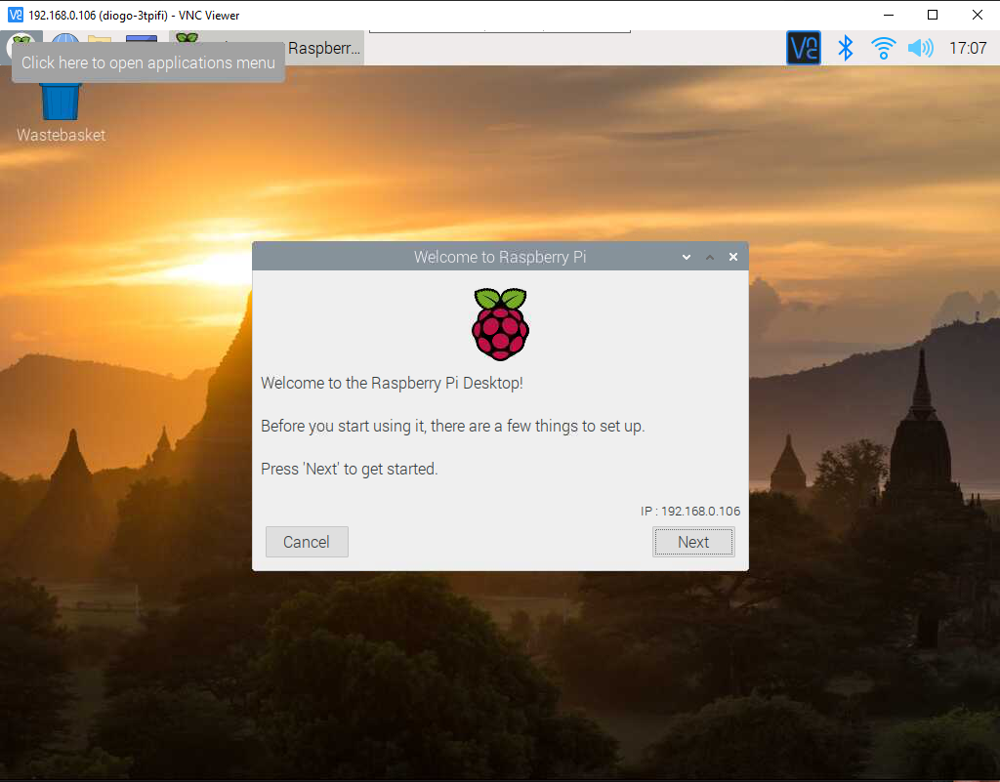 192.168.0.106 (diogo-3tpifi) - VNC Viewer
Raspberr...
17:07
Click here to open applications menu
Wastebasket
Welcome to Raspberry Pi
Welcome to the Raspberry Pi Desktop!
Before you start using it, there are a few things to set up.
Press 'Next' to get started.
IP : 192.168.0.106
Cancel
Next